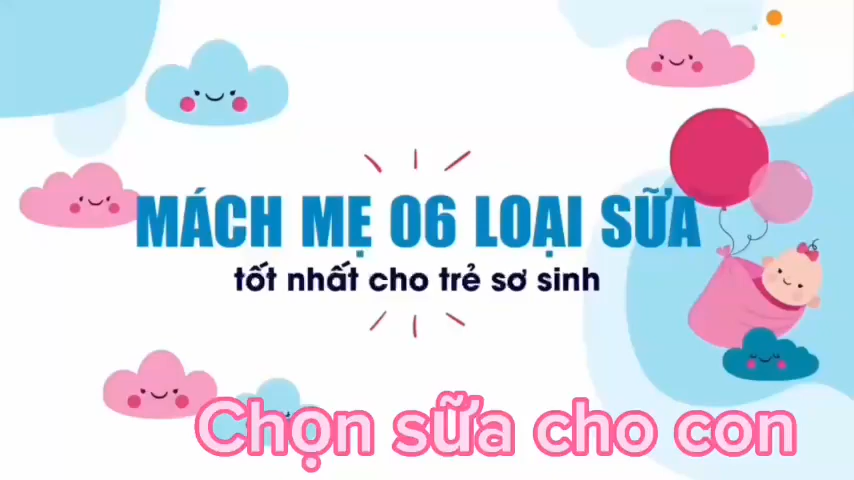 MÁCH MẸ 06 LOẠI SỮA
tốt nhất cho trẻ sơ sinh
Chọn sữa cho con